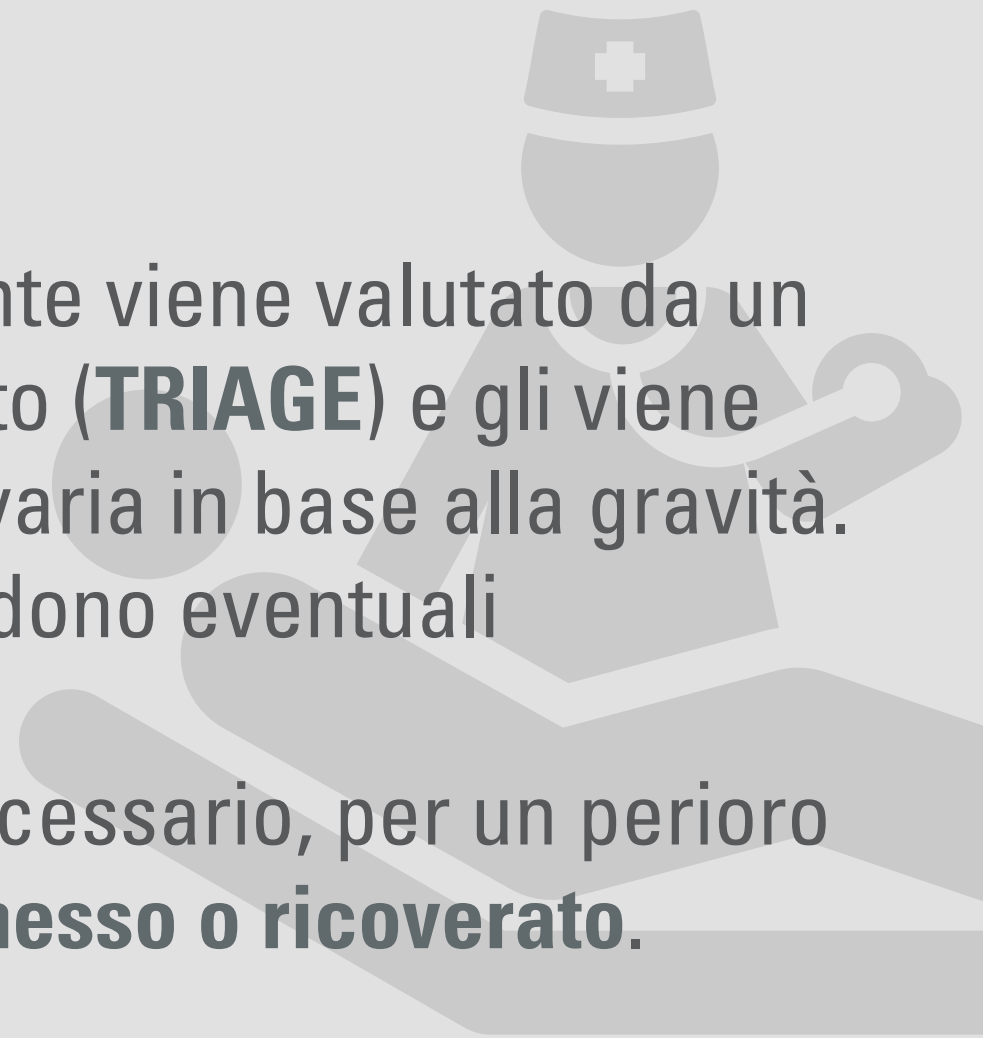 nte viene valutato da un
to (TRIAGE) e gli viene
varia in base alla gravità.
dono eventuali
cessario, per un perioro
nesso o ricoverato.